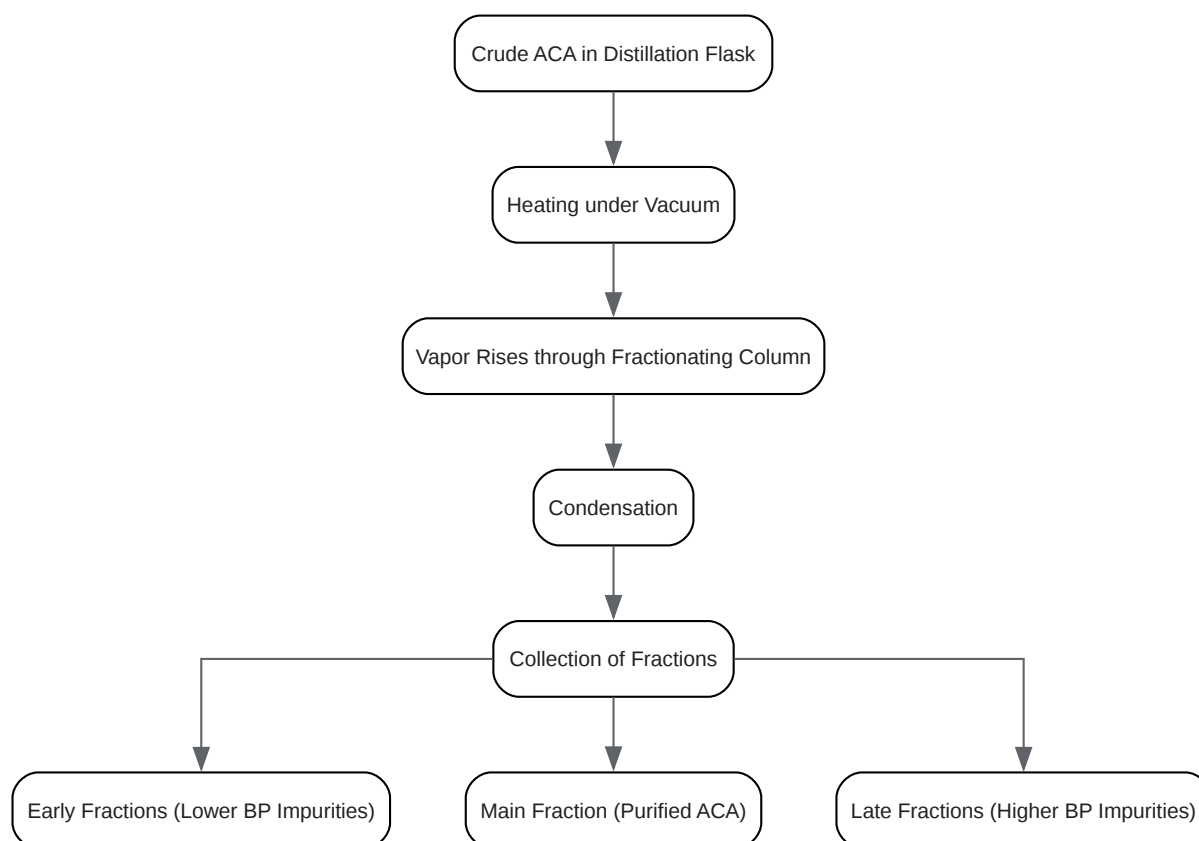 Crude ACA in Distillation Flask
Heating under Vacuum
Vapor Rises through Fractionating Column
Condensation
Collection of Fractions
Early Fractions (Lower BP Impurities)
Main Fraction (Purified ACA)
Late Fractions (Higher BP Impurities)